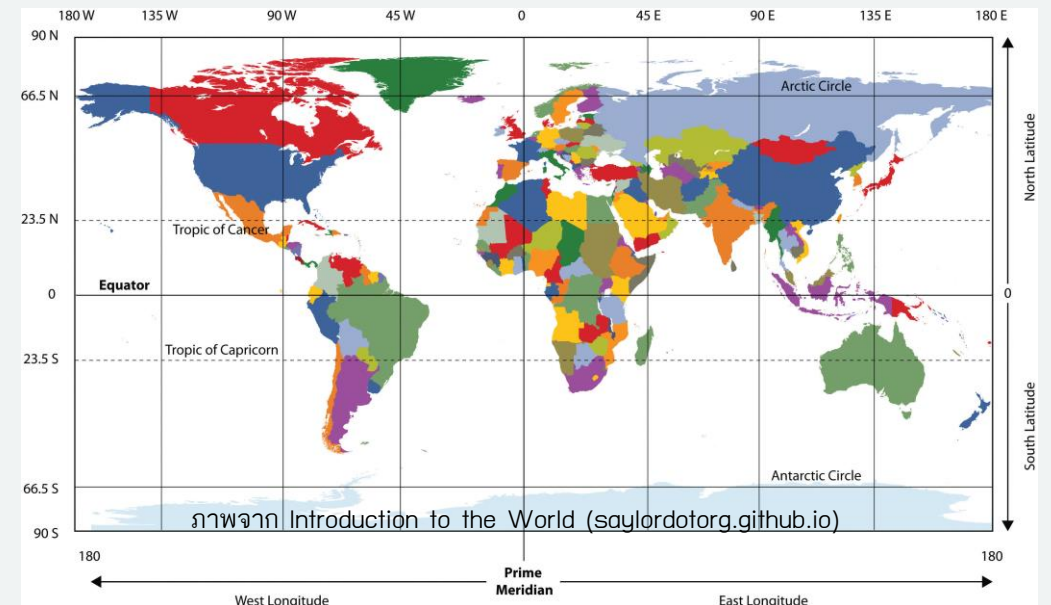 180 W 135 W 90 W 45 W 0 45 E 90 E 135 E 180 E
90 N
Arctic Circle
66.5 N
North Latitude
23.5 N
Tropic of Cancer
Equator
0 0
Tropic of Capricorn
23.5 S
South Latitude
Antarctic Circle
66.5 S
ภาพจาก Introduction to the World (saylordotorg.github.io)
90 S
180 180
Prime
Meridian
West Longitude East Longitude